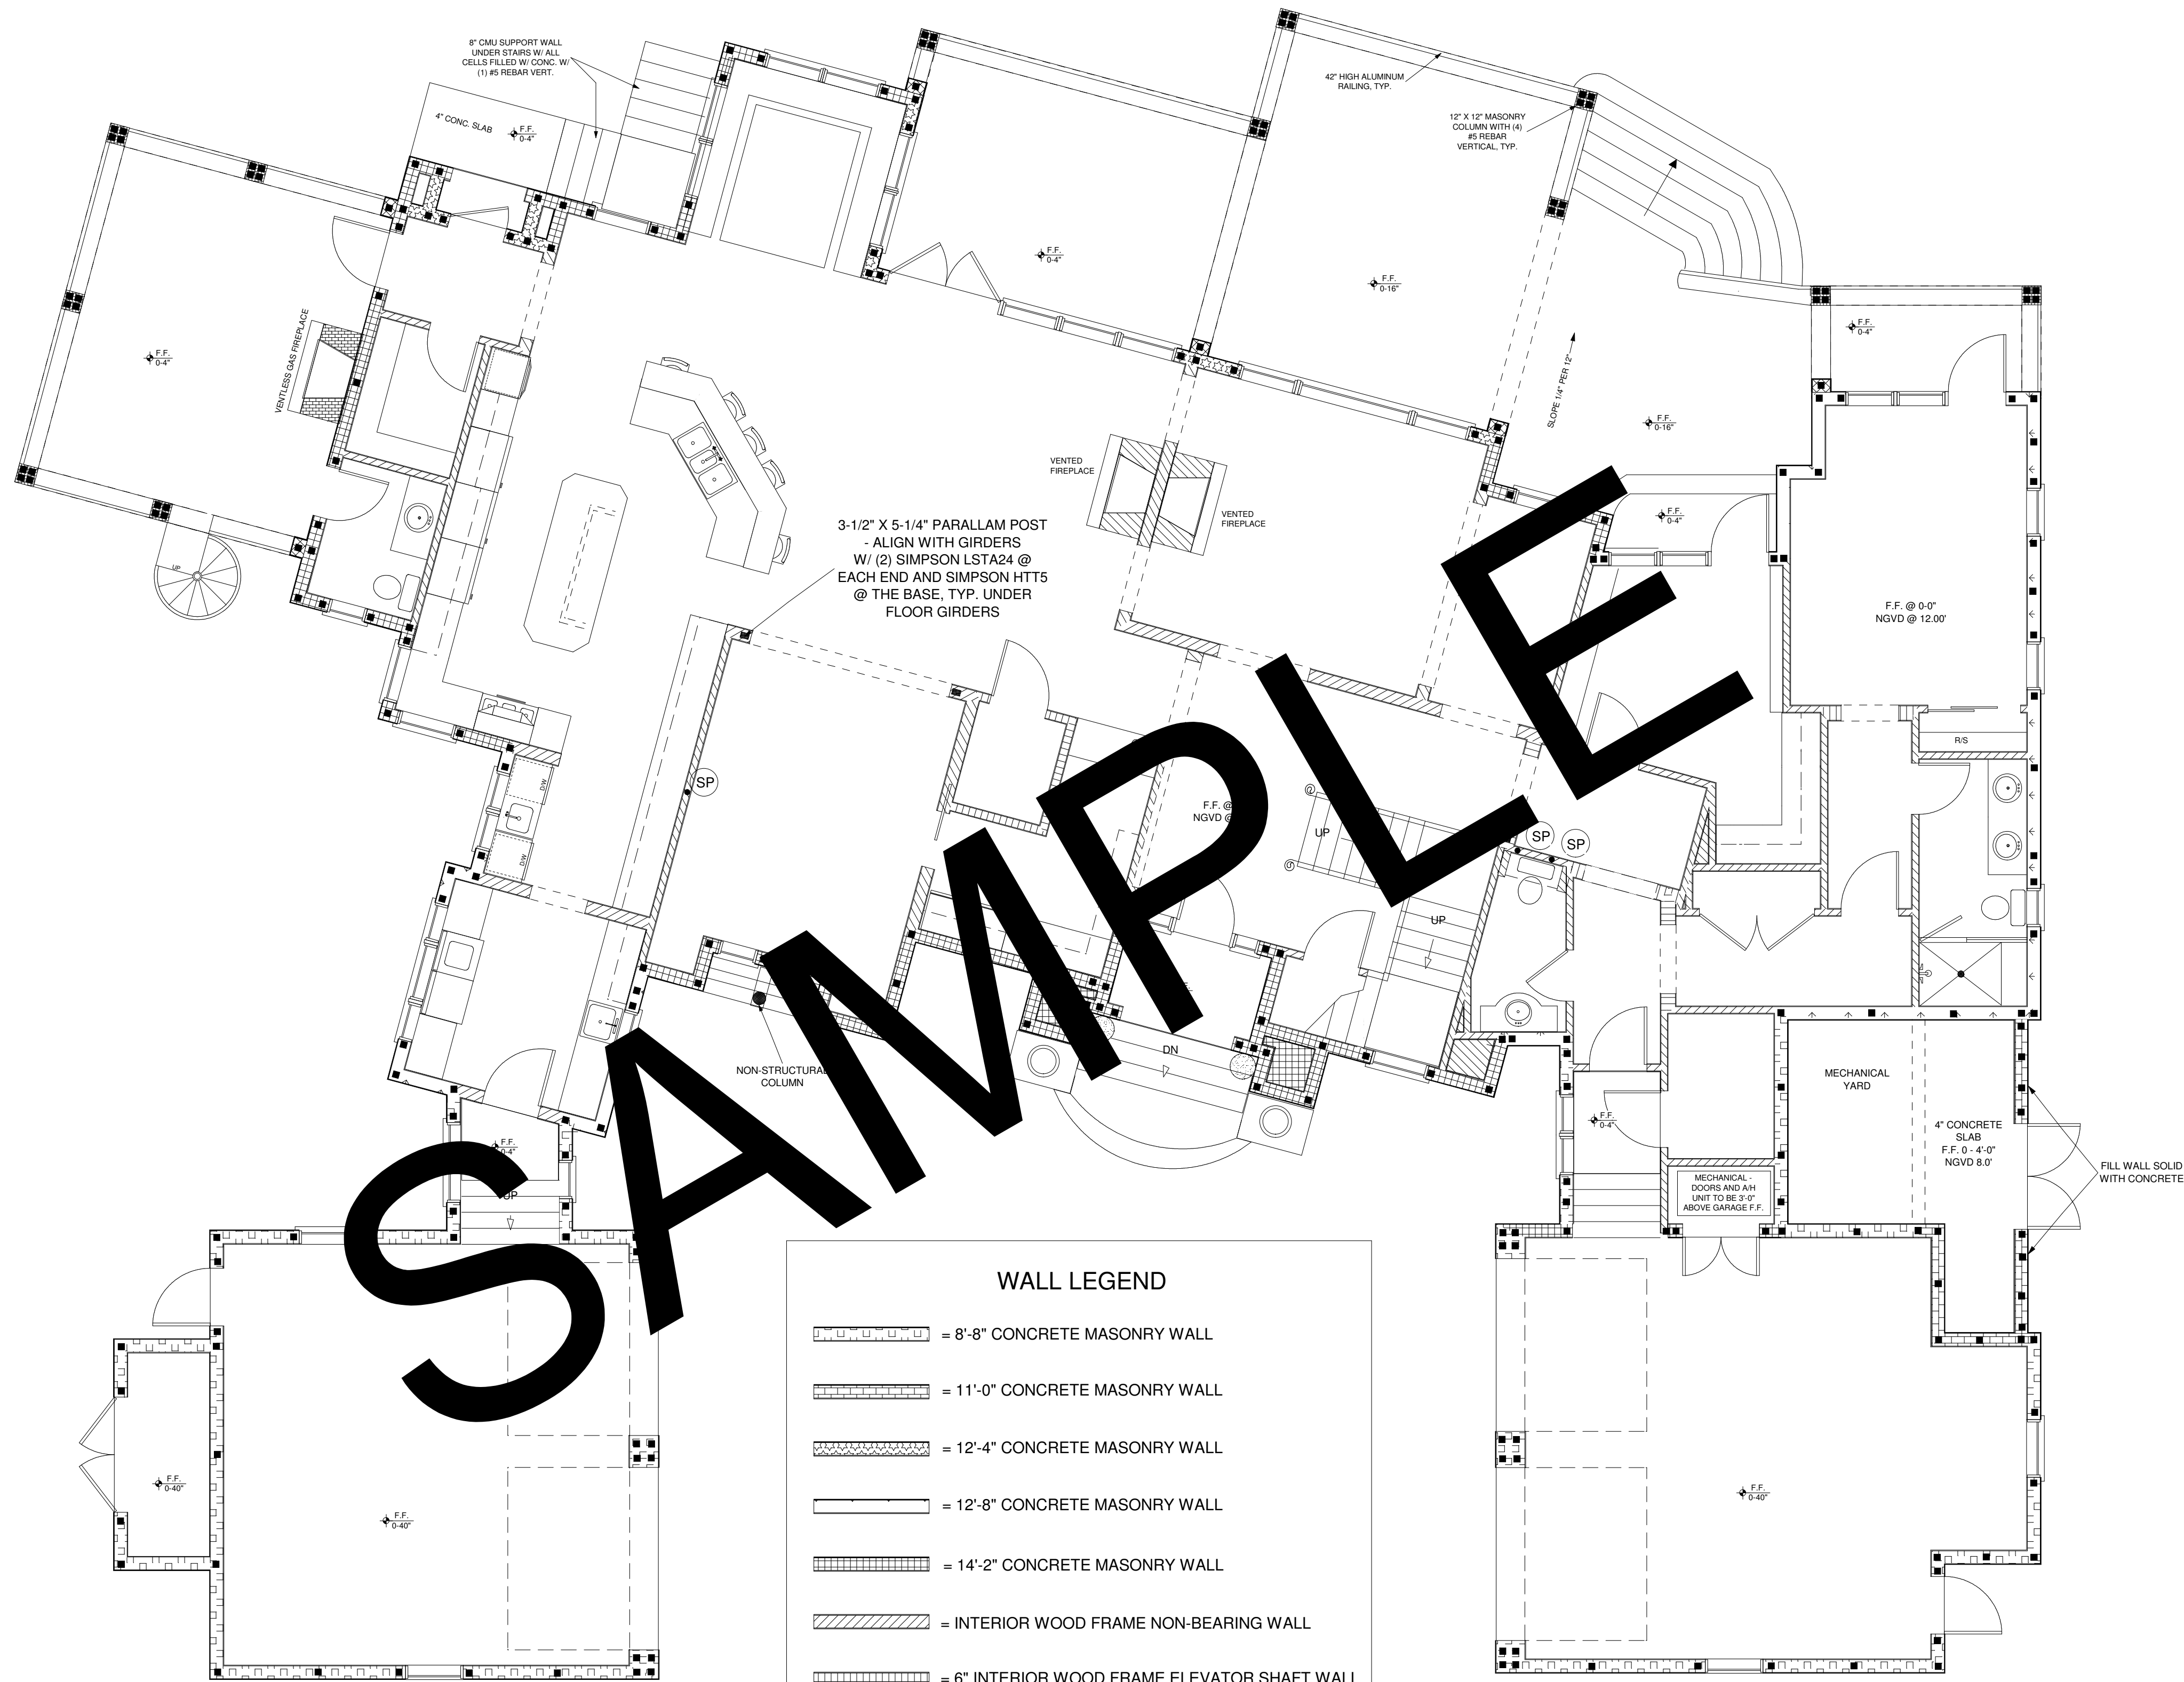 8" CMU SUPPORT WALL
UNDER STAIRS W/ ALL
CELLS FILLED W/ CONC. W/
(1) #5 REBAR VERT.
4" CONC. SLAB
F.F.
0-4"
42" HIGH ALUMINUM
RAILING, TYP.
12" X 12" MASONRY
COLUMN WITH (4)
#5 REBAR
VERTICAL, TYP.
F.F.
0-4"
F.F.
0-16"
F.F.
0-4"
F.F.
0-4"
VENTLESS GAS FIREPLACE
SLOPE 1/4" PER 12"
F.F.
0-16"
VENTED
FIREPLACE
VENTED
FIREPLACE
F.F.
0-4"
3-1/2" X 5-1/4" PARALLAM POST
- ALIGN WITH GIRDERS
W/ (2) SIMPSON LSTA24 @
EACH END AND SIMPSON HTT5
@ THE BASE, TYP. UNDER
FLOOR GIRDERS
UP
F.F. @ 0-0"
NGVD @ 12.00'
R/S
SP
D/W
D/W
F.F. @
NGVD @
UP
SP
SP
UP
DN
NON-STRUCTURAL
COLUMN
MECHANICAL
YARD
4" CONCRETE
SLAB
F.F. 0 - 4'-0"
NGVD 8.0'
F.F.
0-4"
F.F.
0-4"
FILL WALL SOLID
WITH CONCRETE
MECHANICAL -
DOORS AND A/H
UNIT TO BE 3'-0"
ABOVE GARAGE F.F.
UP
SAMPLE
WALL LEGEND
= 8'-8" CONCRETE MASONRY WALL
= 11'-0" CONCRETE MASONRY WALL
= 12'-4" CONCRETE MASONRY WALL
= 12'-8" CONCRETE MASONRY WALL
= 14'-2" CONCRETE MASONRY WALL
= INTERIOR WOOD FRAME NON-BEARING WALL
= 6" INTERIOR WOOD FRAME ELEVATOR SHAFT WALL
F.F.
0-40"
F.F.
0-40"
F.F.
0-40"